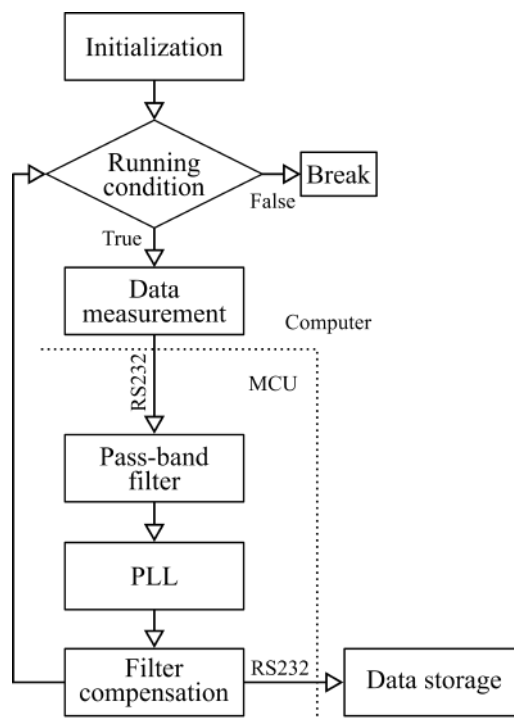 Initialization
Running
condition
Break
False
True
Data
measurement
Computer
RS232
MCU
Pass-band
filter
PLL
Filter
compensation
RS232
Data storage